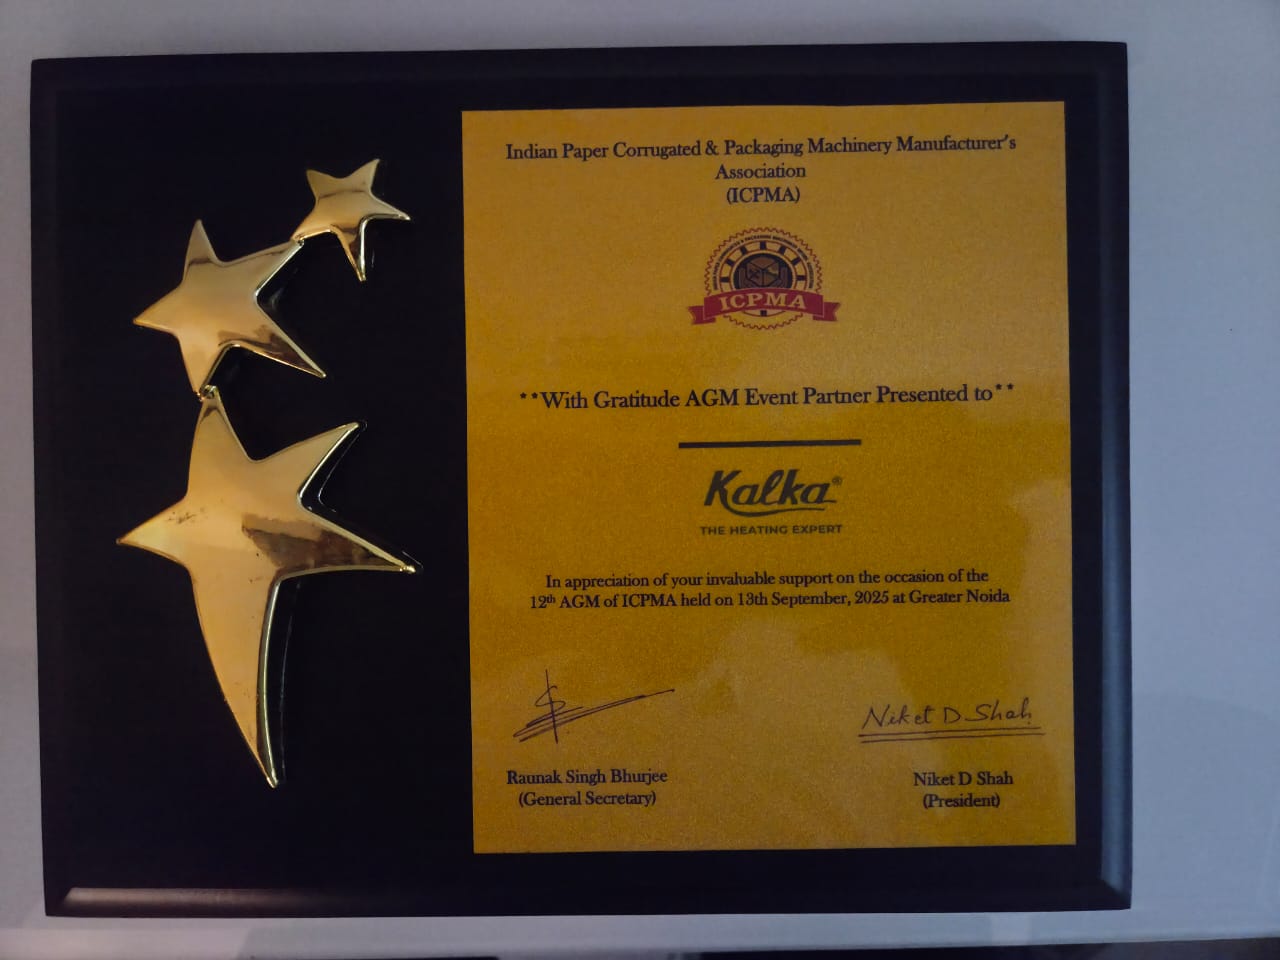 Indian Paper Corrugated & Packaging Machinery Manufacturer's
Association
(ICPMA)
ICPMA
**With Gratitude AGM Event Partner Presented to**
Kalka®
THE HEATING EXPERT
In appreciation of your invaluable support on the occasion of the
12th AGM of ICPMA held on 13th September, 2025 at Greater Noida
Niket D Shah
Raunak Singh Bhurjee
(General Secretary)
Niket D Shah
(President)